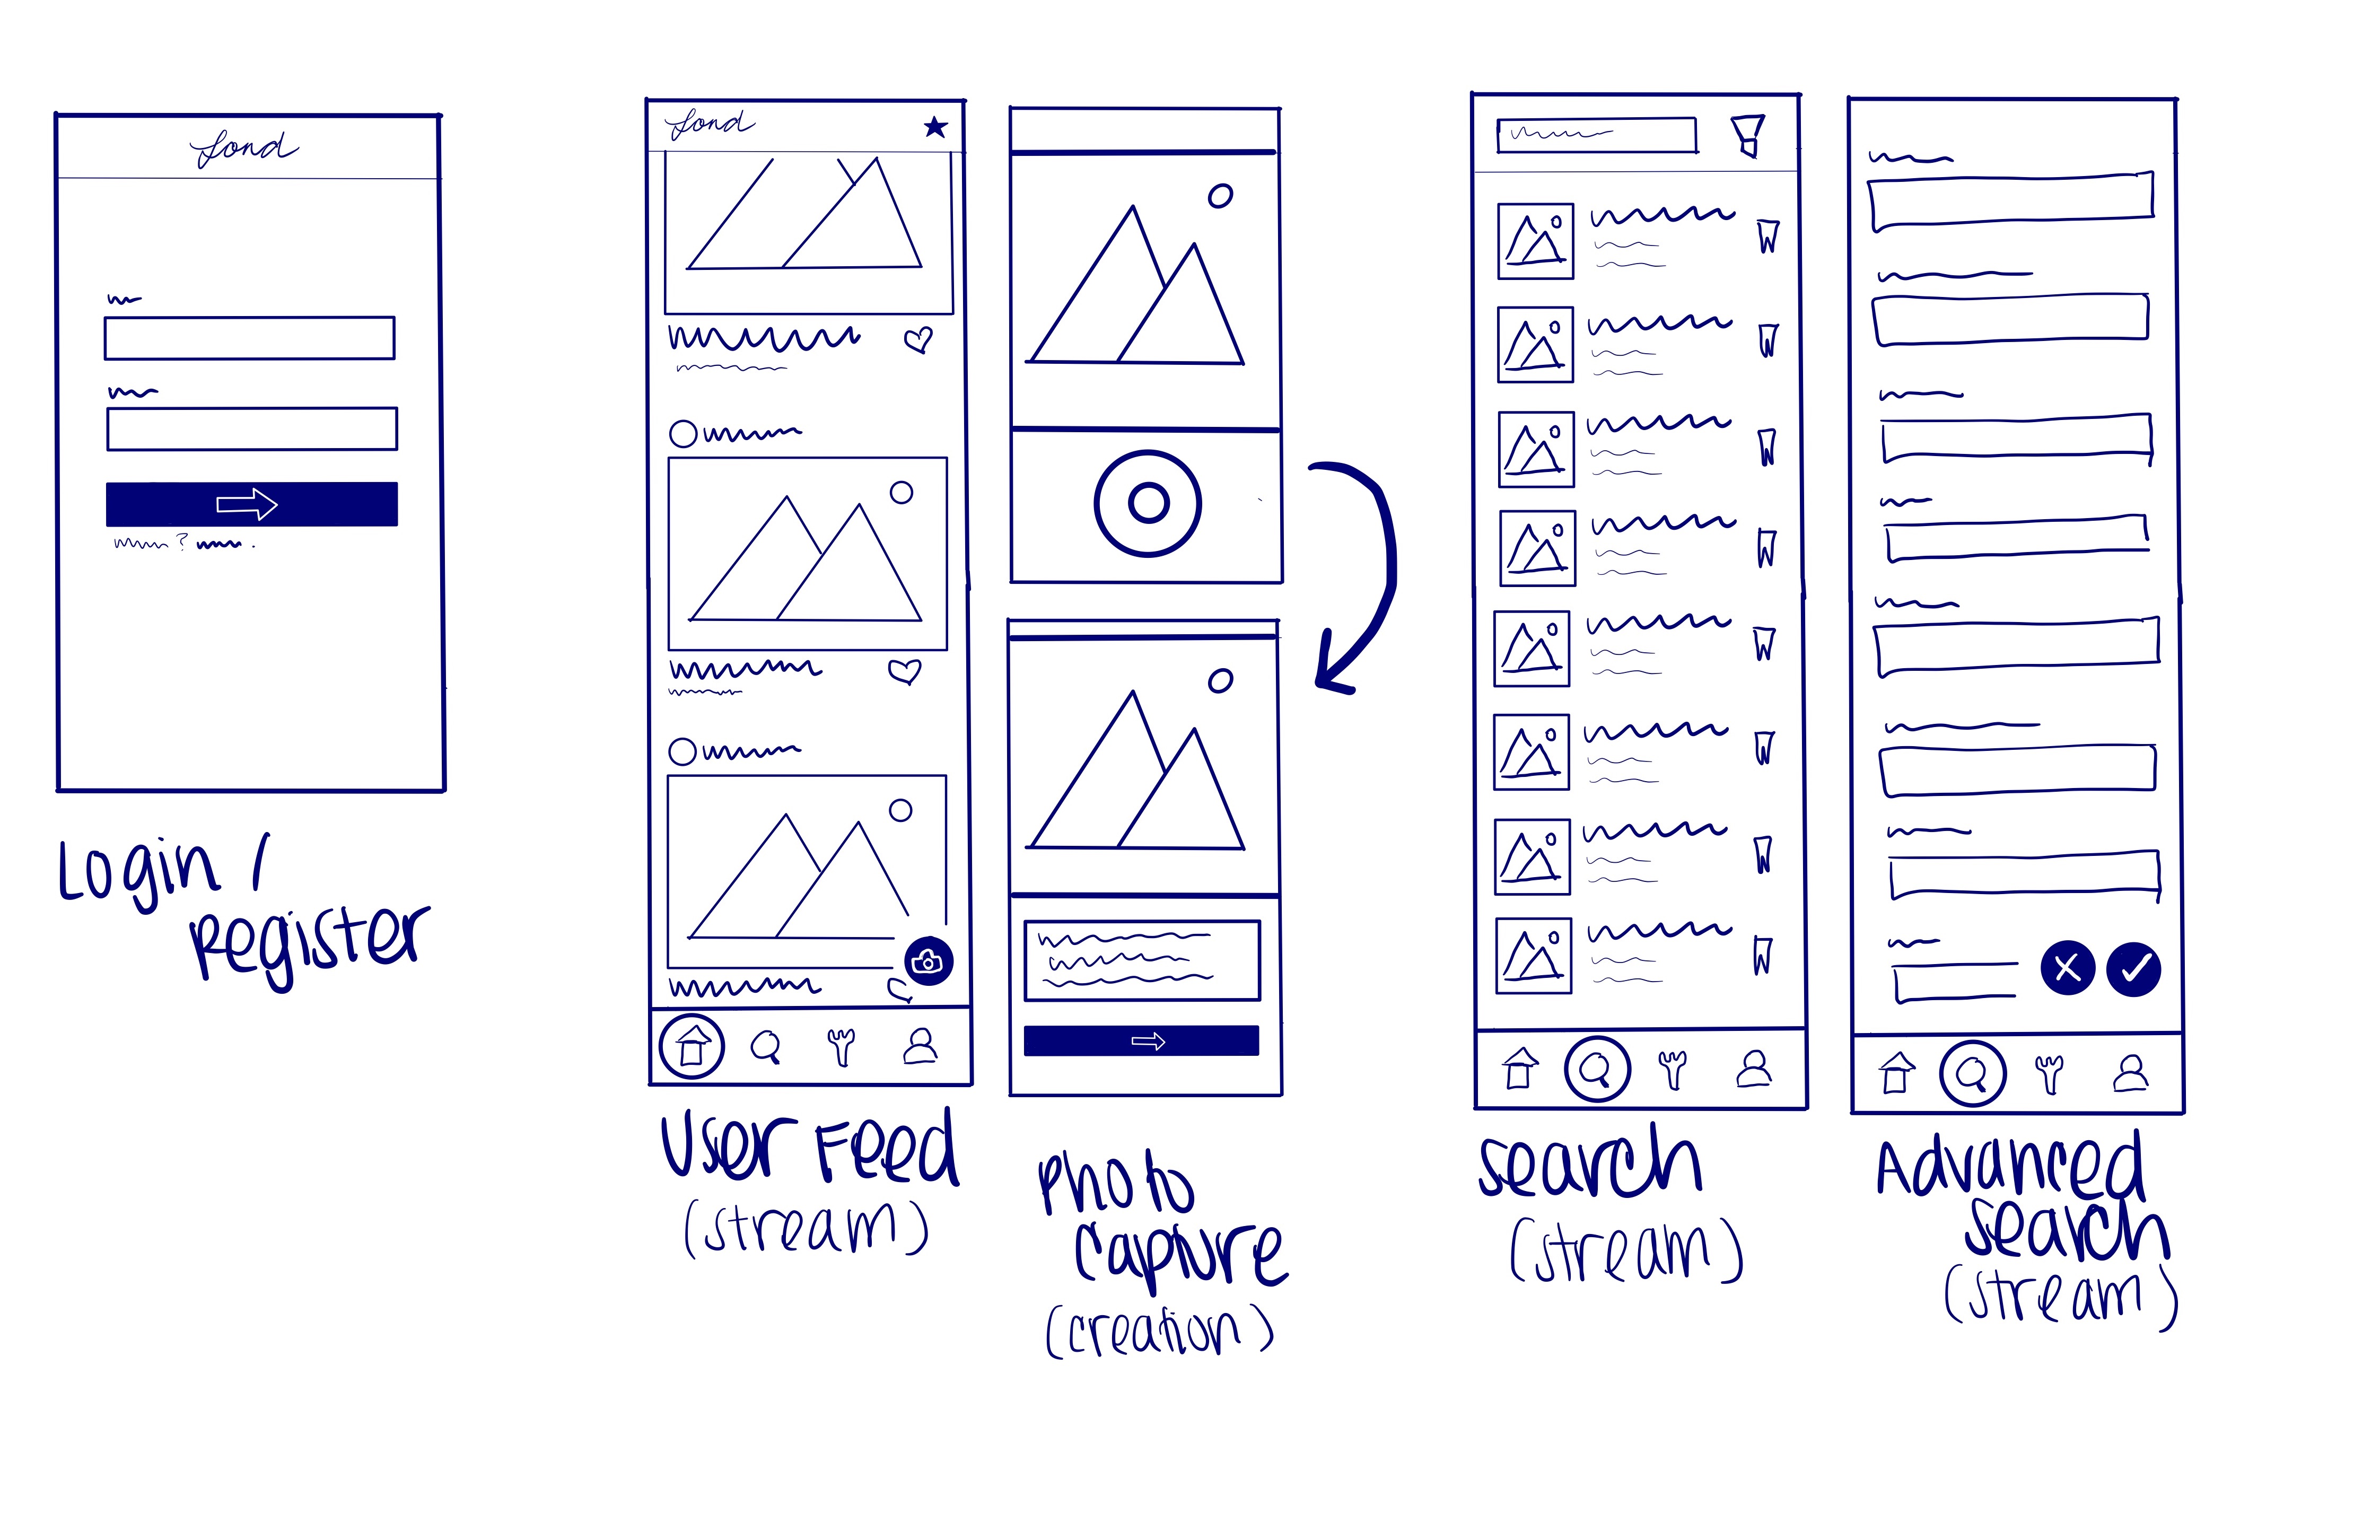 fond
Login /
Register
fond
User Feed
(stream)
Photo
Capture
(creation)
search
(stream)
Advanced
search
(stream)